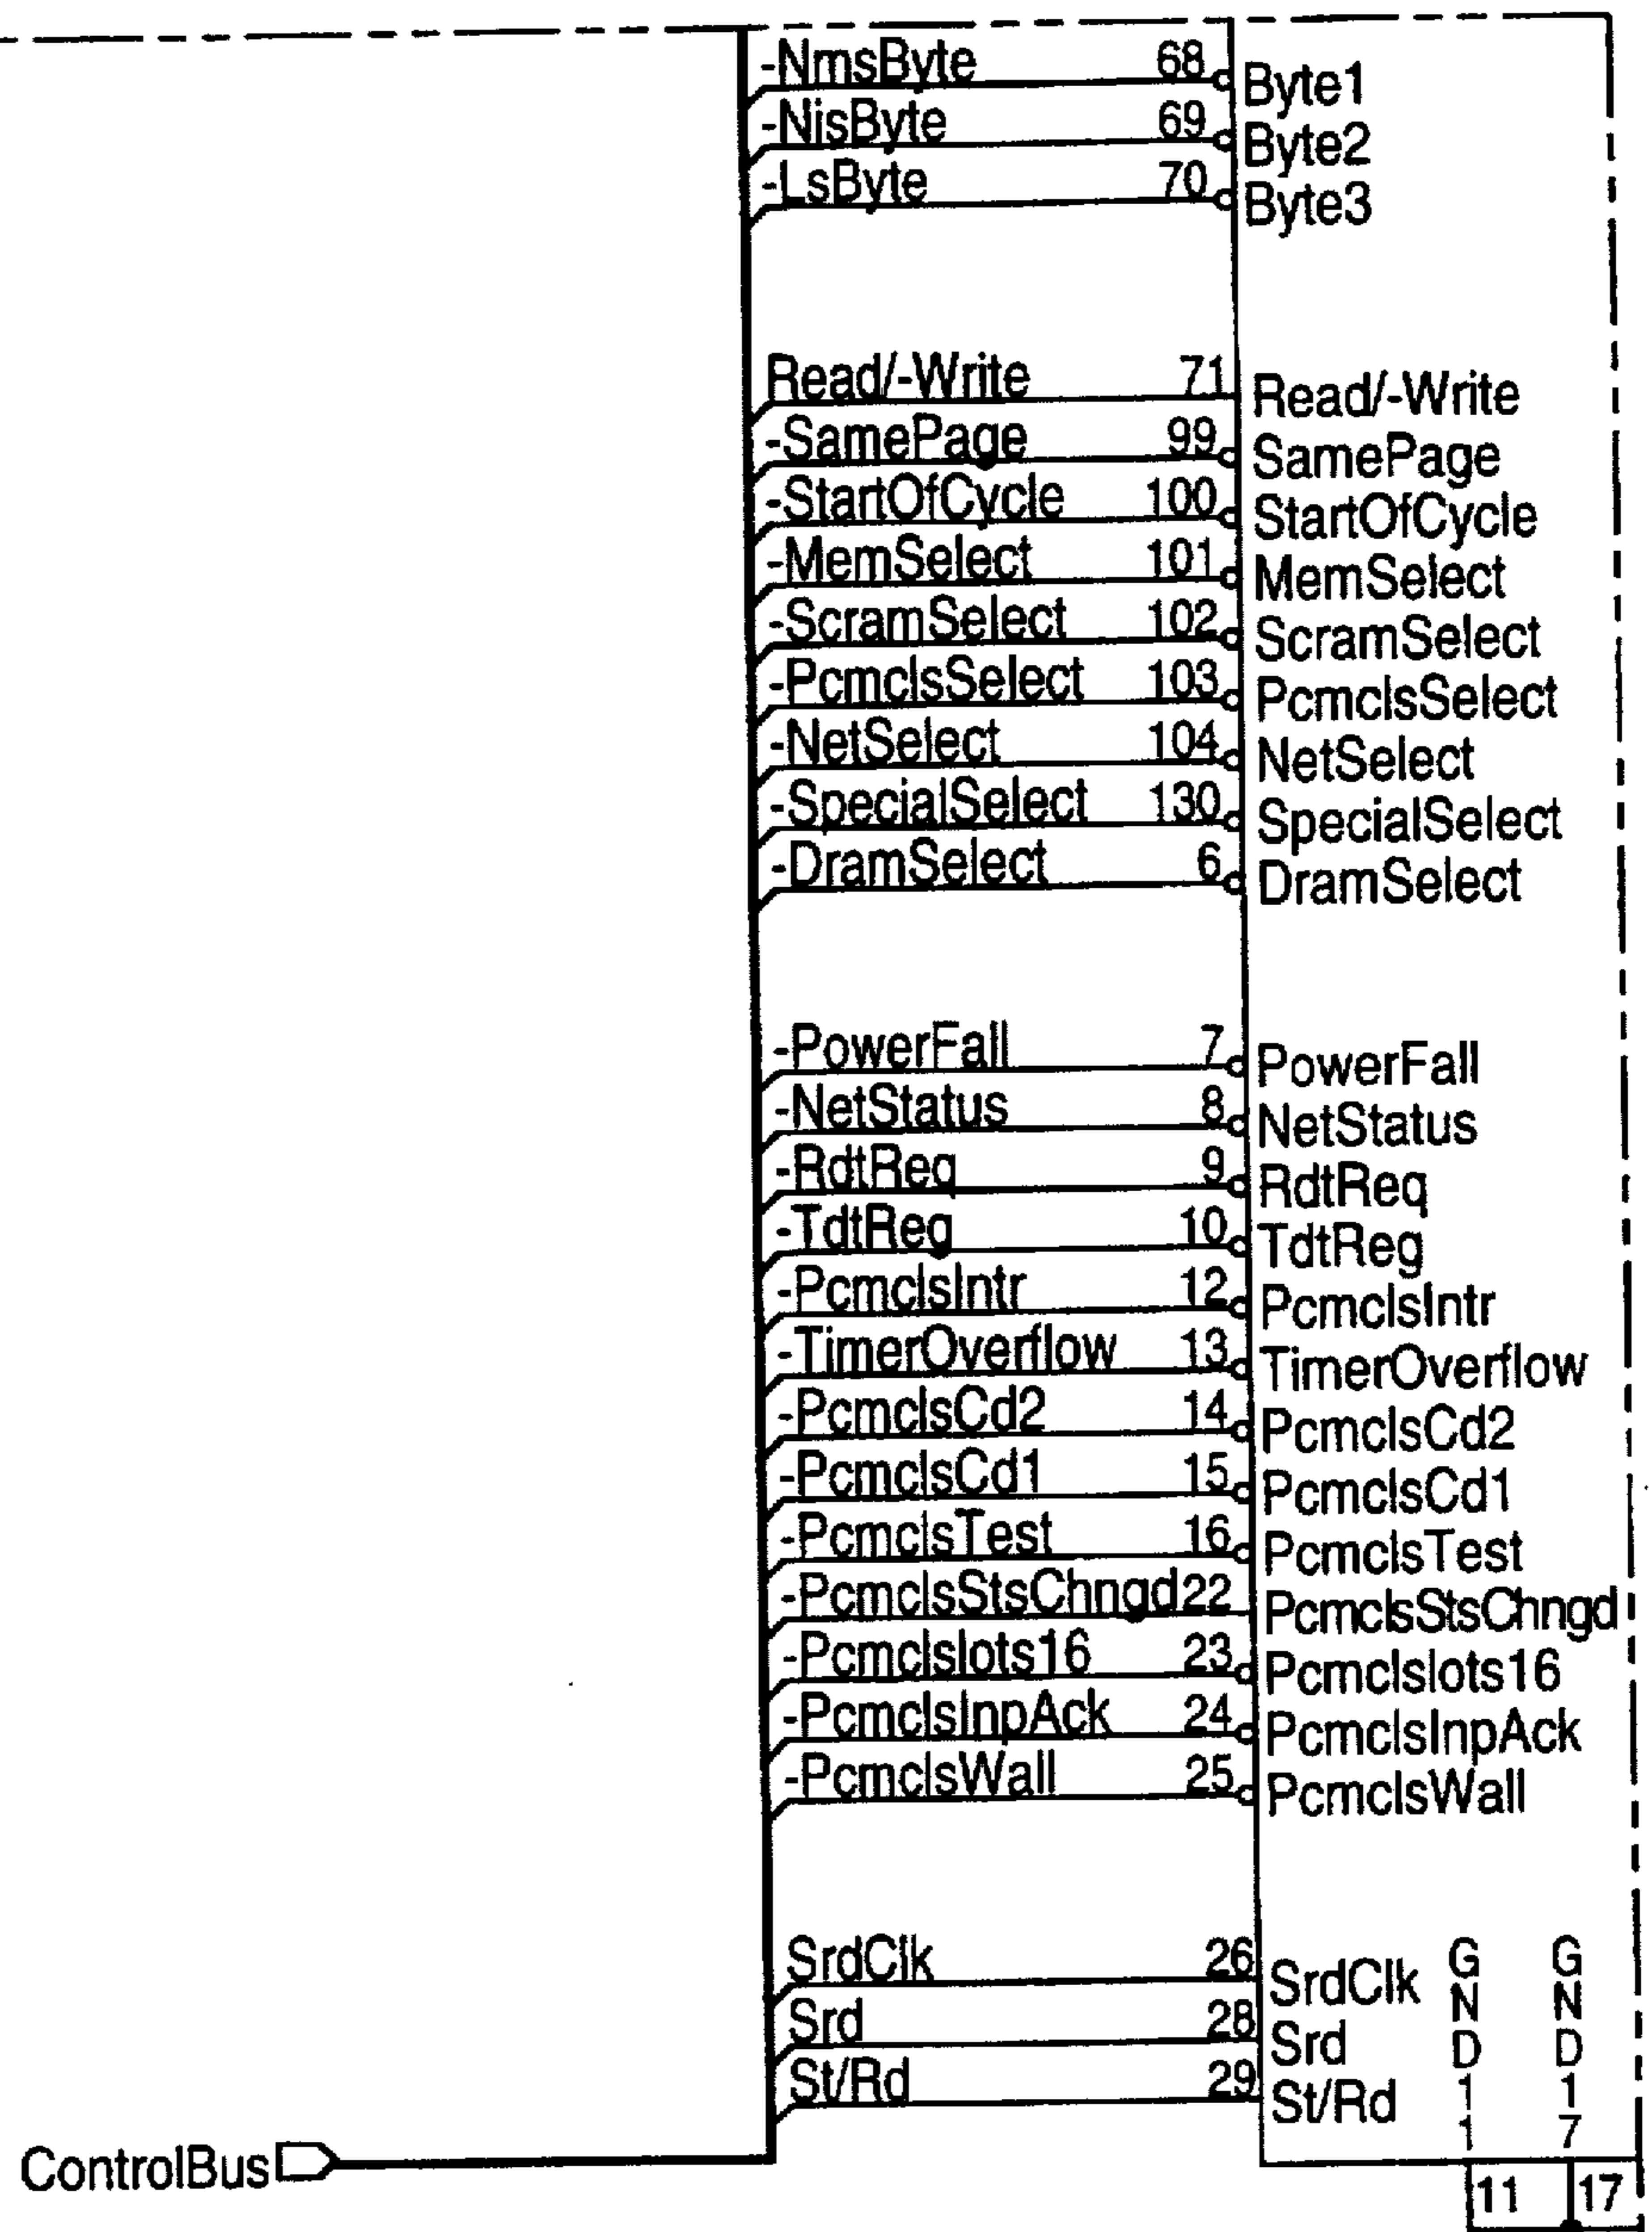 -NmsByte 68 Byte1
-NisByte 69 Byte2
-LsByte 70 Byte3
Read/-Write 71 Read/-Write
-SamePage 99 SamePage
-StartOfCycle 100 StartOfCycle
-MemSelect 101 MemSelect
-ScramSelect 102 ScramSelect
-PcmclsSelect 103 PcmclsSelect
-NetSelect 104 NetSelect
-SpecialSelect 130 SpecialSelect
-DramSelect 6 DramSelect
-PowerFall 7 PowerFall
-NetStatus 8 NetStatus
-RdtReq 9 RdtReq
-TdtReg 10 TdtReg
-PcmclsIntr 12 PcmclsIntr
-TimerOverflow 13 TimerOverflow
-PcmclsCd2 14 PcmclsCd2
-PcmclsCd1 15 PcmclsCd1
-PcmclsTest 16 PcmclsTest
-PcmclsStsChngd 22 PcmclsStsChngd
-Pcmclslots16 23 Pcmclslots16
-PcmclsInpAck 24 PcmclsInpAck
-PcmclsWall 25 PcmclsWall
SrdClk 26 SrdClk
Srd 28 Srd
St/Rd 29 St/Rd
GND11
GND17
ControlBus
11 17